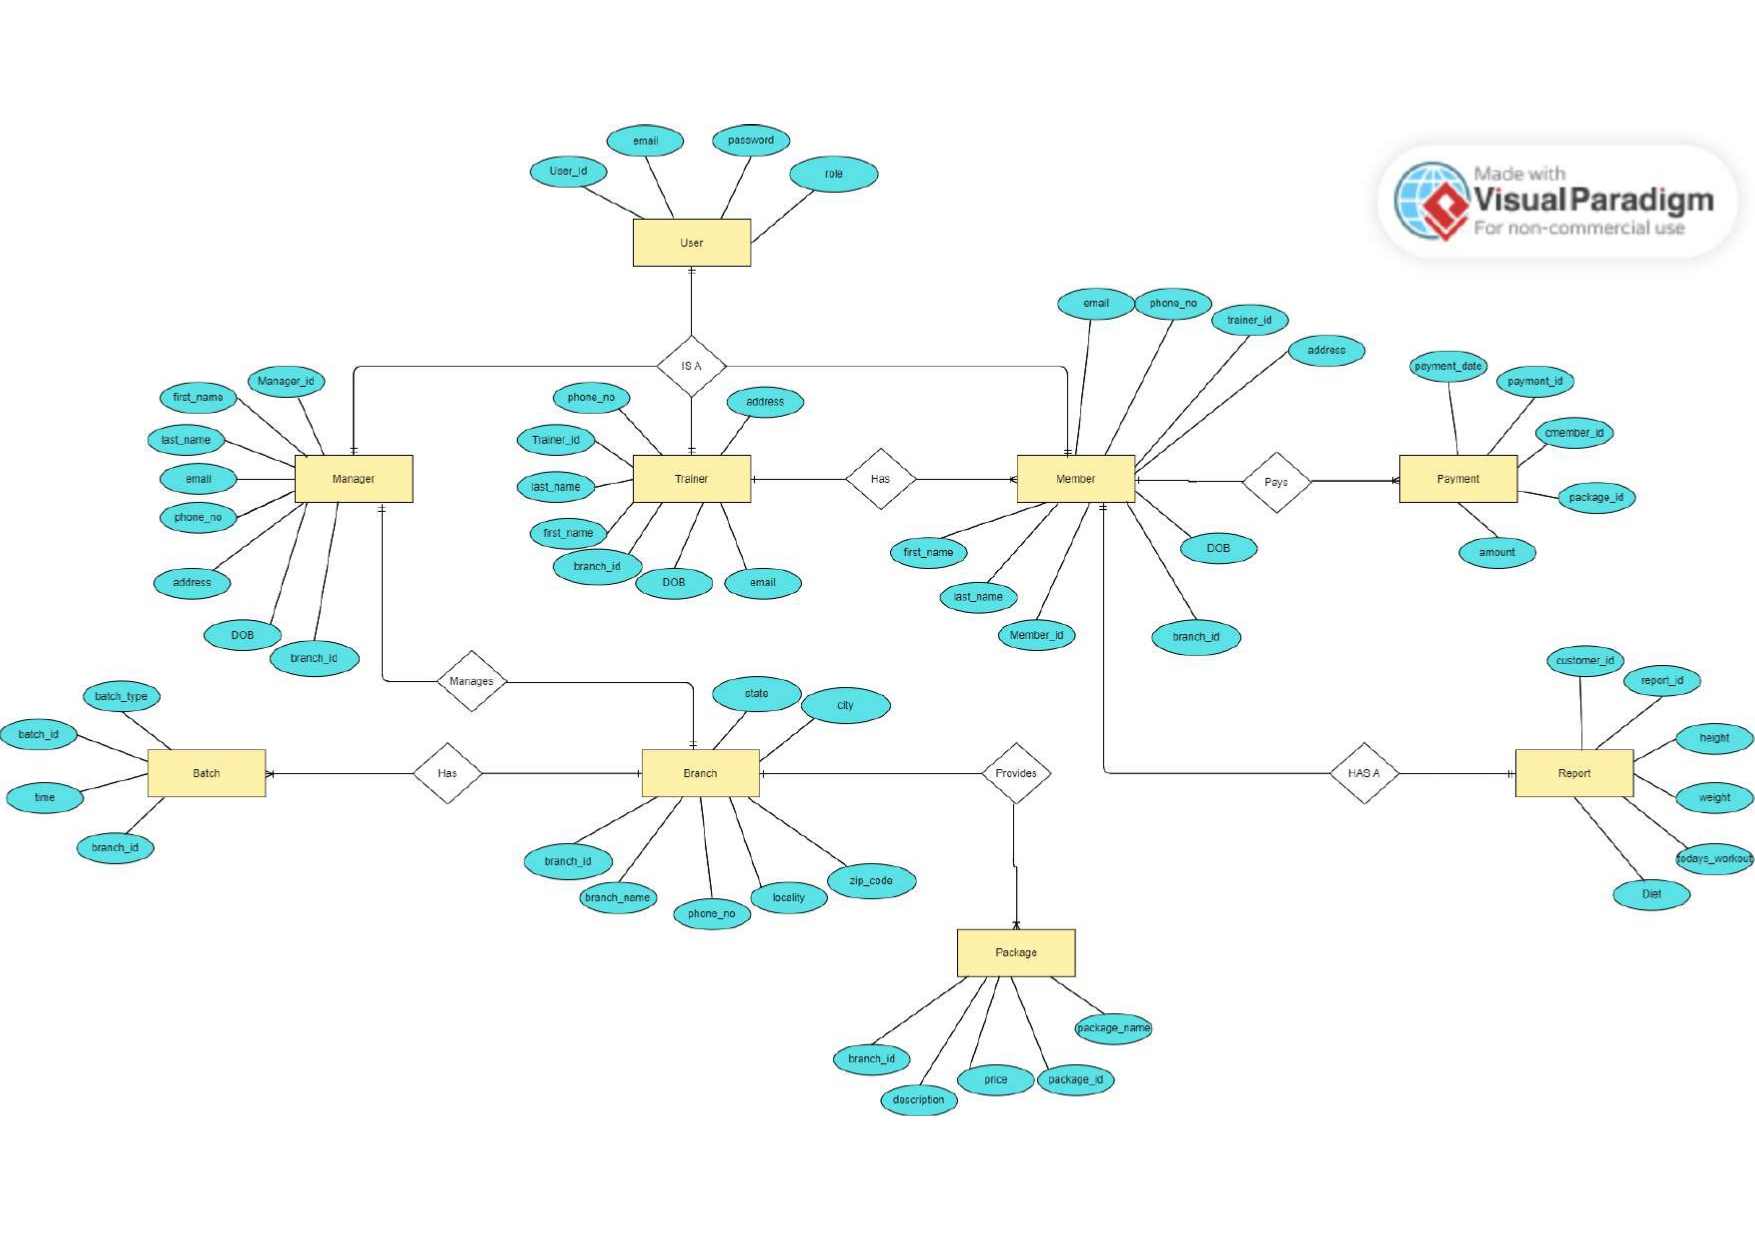 email
password
User_Id
role
User
Made with
Visual Paradigm
For non-commercial use
email
phone_no
trainer_id
address
IS A
Manager_id
first_name
last_name
email
phone_no
address
DOB
branch_id
Manager
phone_no
address
Trainer_id
last_name
first_name
branch_id
DOB
email
Trainer
Has
Member
first_name
last_name
Member_Id
branch_id
DOB
Pays
payment_date
payment_id
cmember_id
package_id
amount
Payment
Manages
batch_type
batch_id
time
branch_id
Batch
Has
state
city
Branch
branch_id
branch_name
phone_no
locality
zip_code
Provides
HAS A
customer_id
report_id
height
weight
todays_workout
Diet
Report
Package
package_name
branch_id
description
price
package_id